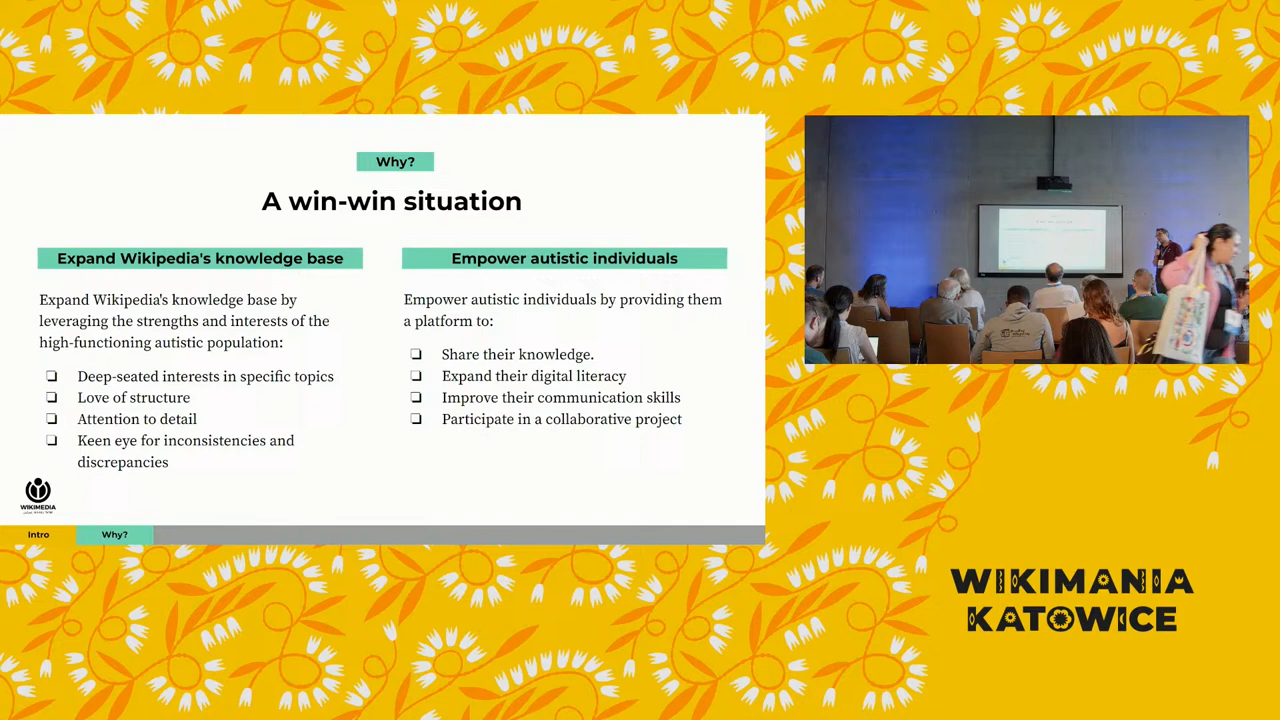 Why?
A win-win situation
Expand Wikipedia's knowledge base
Expand Wikipedia's knowledge base by
leveraging the strengths and interests of the
high-functioning autistic population:
❏ Deep-seated interests in specific topics
❏ Love of structure
❏ Attention to detail
❏ Keen eye for inconsistencies and
discrepancies
Empower autistic individuals
Empower autistic individuals by providing them
a platform to:
❏ Share their knowledge.
❏ Expand their digital literacy
❏ Improve their communication skills
❏ Participate in a collaborative project
WIKIMEDIA
Intro
Why?
WIKIMANIA
KATOWICE